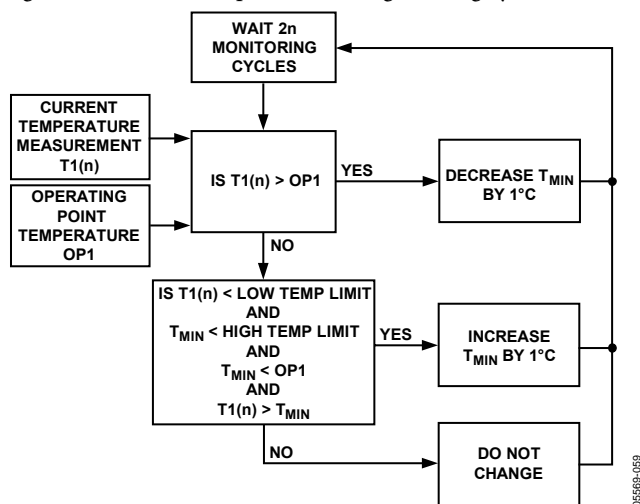 WAIT 2n
MONITORING
CYCLES
CURRENT
TEMPERATURE
MEASUREMENT
T1(n)
IS T1(n) > OP1
YES
DECREASE TMIN
BY 1°C
OPERATING
POINT
TEMPERATURE
OP1
NO
IS T1(n) < LOW TEMP LIMIT
AND
TMIN < HIGH TEMP LIMIT
AND
TMIN < OP1
AND
T1(n) > TMIN
YES
INCREASE
TMIN BY 1°C
NO
DO NOT
CHANGE
05569-059